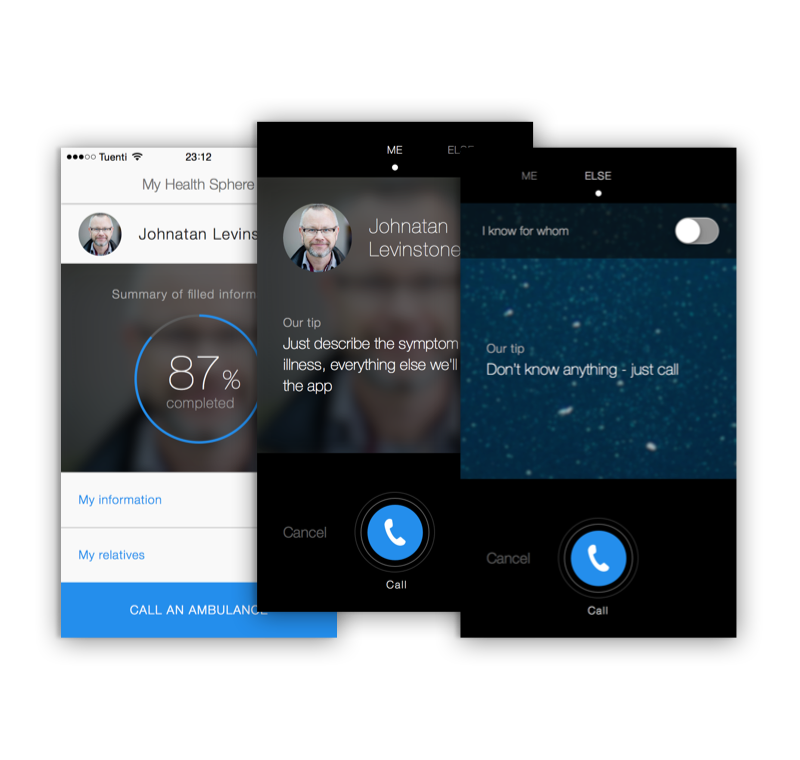 Tuenti 23:12
My Health Sphere
Johnatan Levins
Summary of filled inform
87%
completed
My information
My relatives
CALL AN AMBULANC
ME ELSE
Johnatan
Levinstone
Our tip
Just describe the symptom
illness, everything else we'll
the app
Cancel
Call
ME ELSE
I know for whom
Our tip
Don't know anything - just call
Cancel
Call